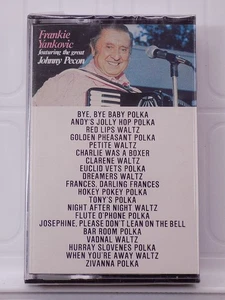 Frankie
Yankovic
featuring the great
Johnny Pecon
BYE, BYE BABY POLKA
ANDY'S JOLLY HOP POLKA
RED LIPS WALTZ
GOLDEN PHEASANT POLKA
PETITE WALTZ
CHARLIE WAS A BOXER
CLARENE WALTZ
EUCLID VETS POLKA
DREAMERS WALTZ
FRANCES, DARLING FRANCES
HOKEY POKEY POLKA
TONY'S POLKA
NIGHT AFTER NIGHT WALTZ
FLUTE O'PHONE POLKA
JOSEPHINE, PLEASE DON'T LEAN ON THE BELL
BAR ROOM POLKA
VADNAL WALTZ
HURRAY SLOVENES POLKA
WHEN YOU'RE AWAY WALTZ
ZIVANNA POLKA